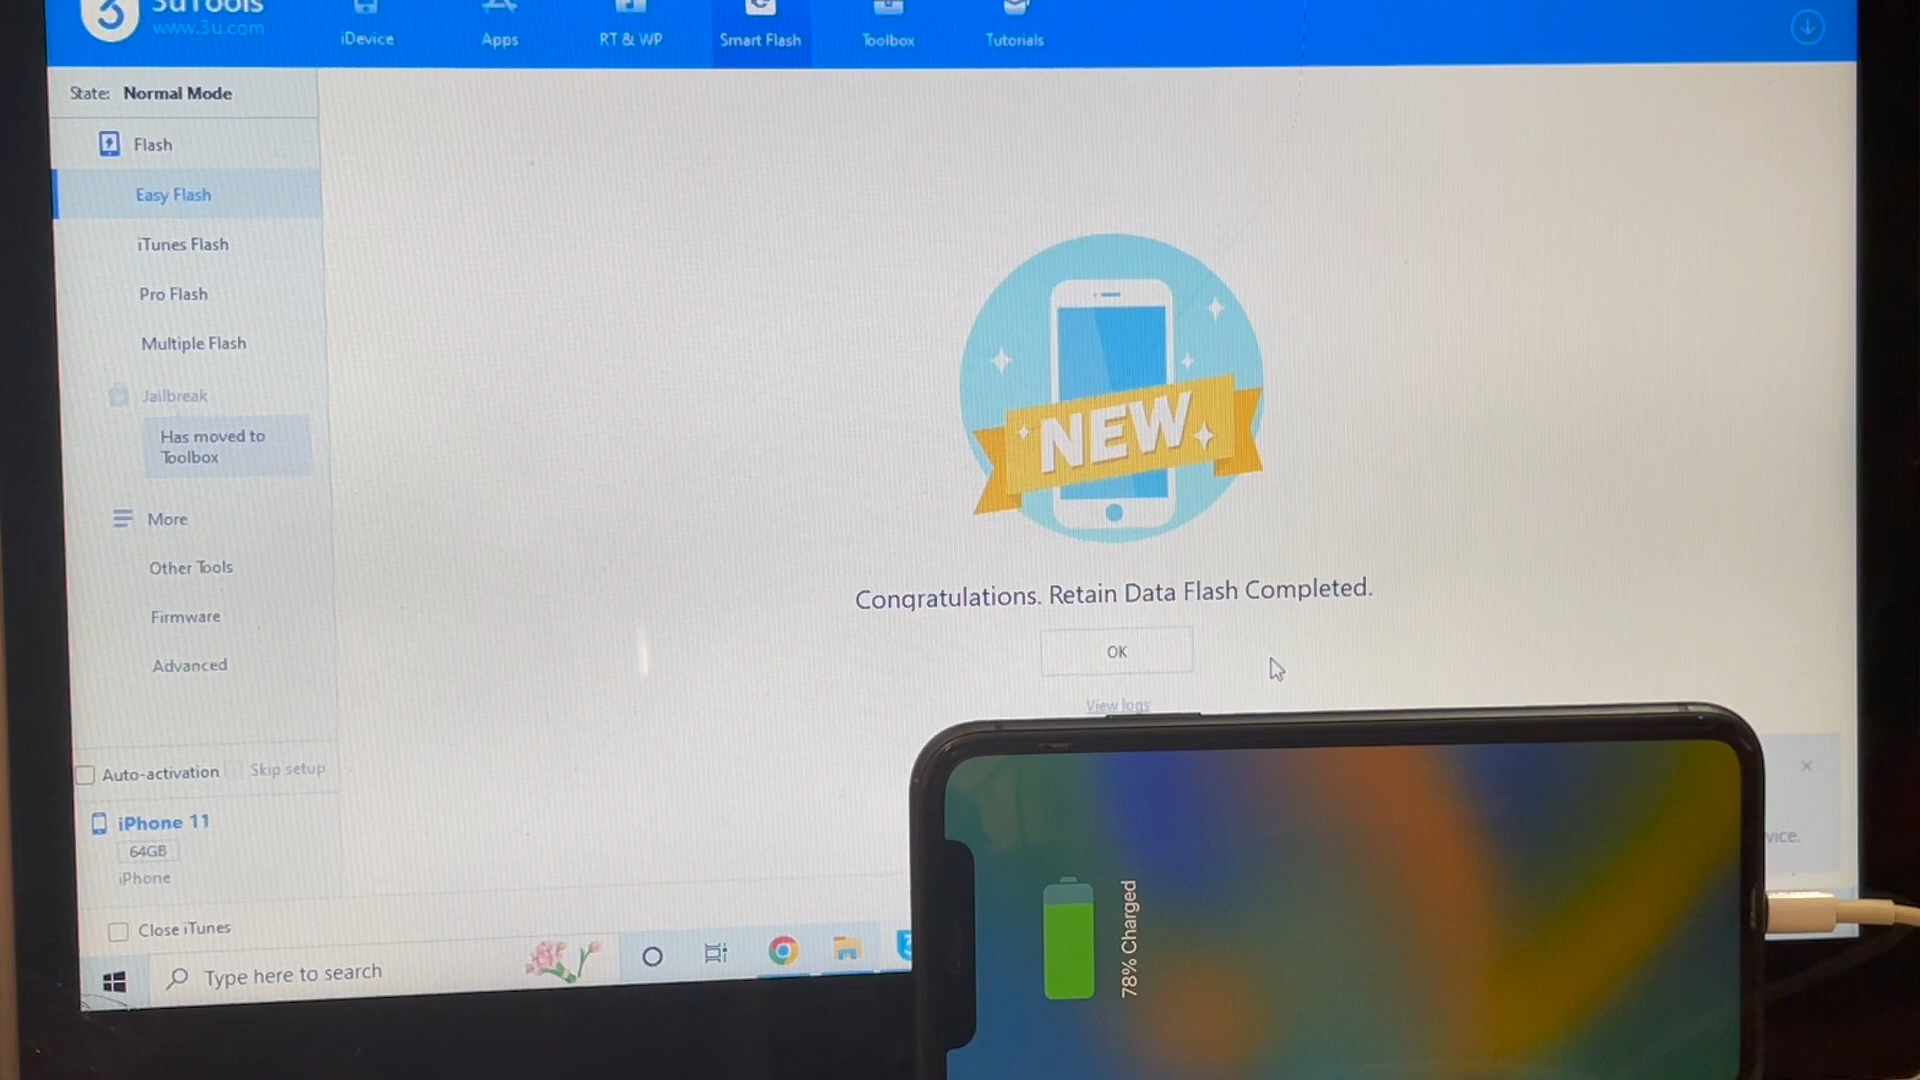 3uTools
www.3u.com
iDevice
Apps
RT & WP
Smart Flash
Toolbox
Tutorials
State: Normal Mode
Flash
Easy Flash
iTunes Flash
Pro Flash
Multiple Flash
Jailbreak
Has moved to
Toolbox
More
Other Tools
Firmware
Advanced
NEW
Congratulations. Retain Data Flash Completed.
OK
View logs
Auto-activation
Skip setup
iPhone 11
64GB
iPhone
Close iTunes
Type here to search
78% Charged